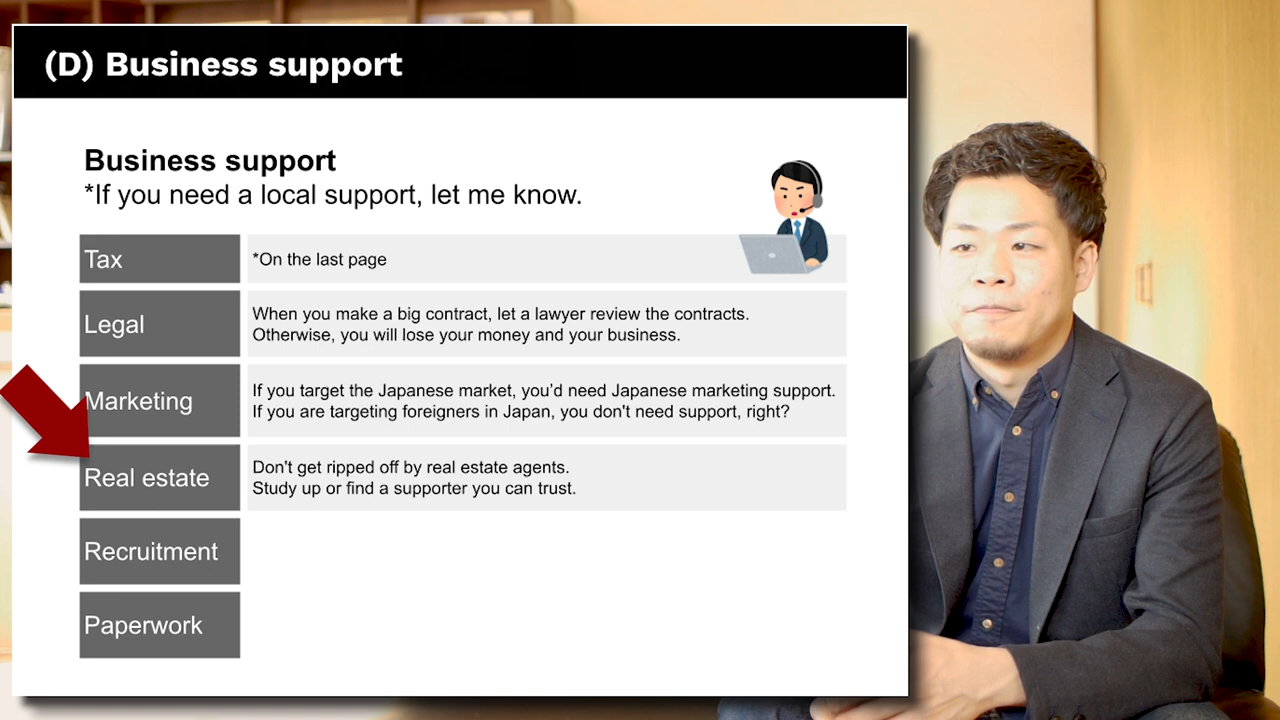 (D) Business support
Business support
*If you need a local support, let me know.
Tax
*On the last page
Legal
When you make a big contract, let a lawyer review the contracts.
Otherwise, you will lose your money and your business.
Marketing
If you target the Japanese market, you’d need Japanese marketing support.
If you are targeting foreigners in Japan, you don't need support, right?
Real estate
Don't get ripped off by real estate agents.
Study up or find a supporter you can trust.
Recruitment
Paperwork